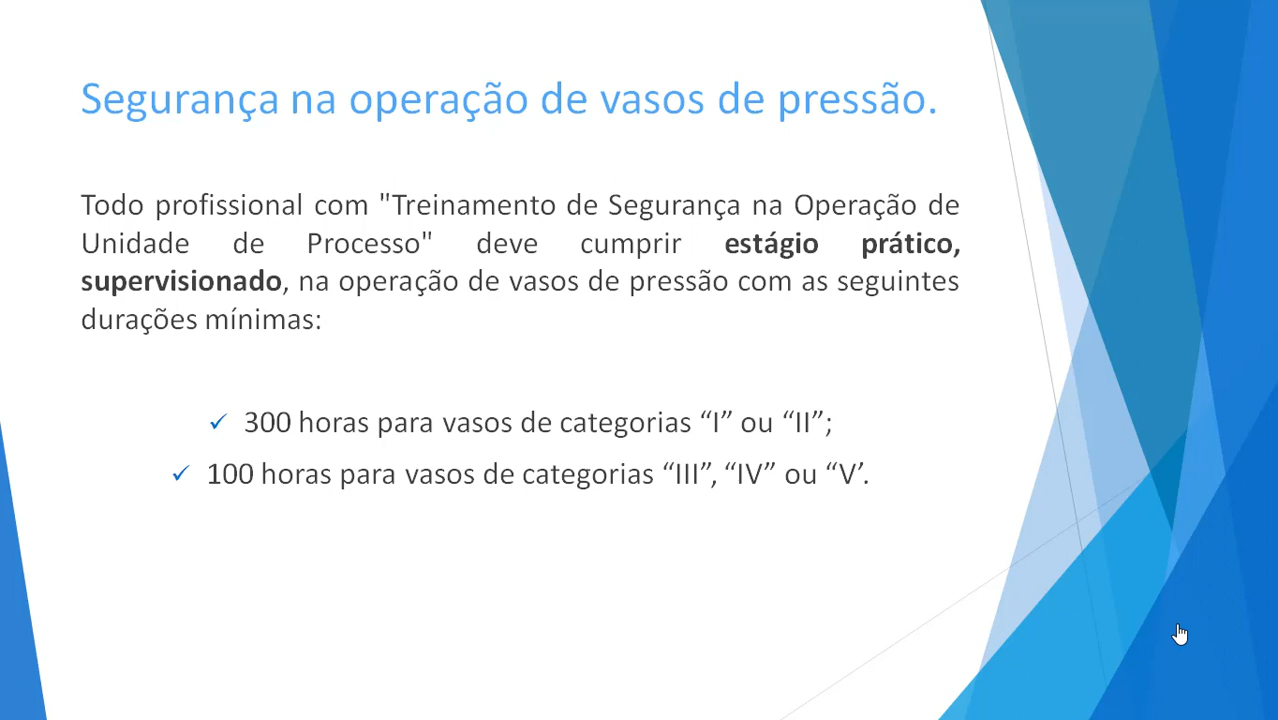 Segurança na operação de vasos de pressão.
Todo profissional com "Treinamento de Segurança na Operação de
Unidade de Processo" deve cumprir estágio prático,
supervisionado, na operação de vasos de pressão com as seguintes
durações mínimas:
✓ 300 horas para vasos de categorias “I” ou “II”;
✓ 100 horas para vasos de categorias “III”, “IV” ou “V’.